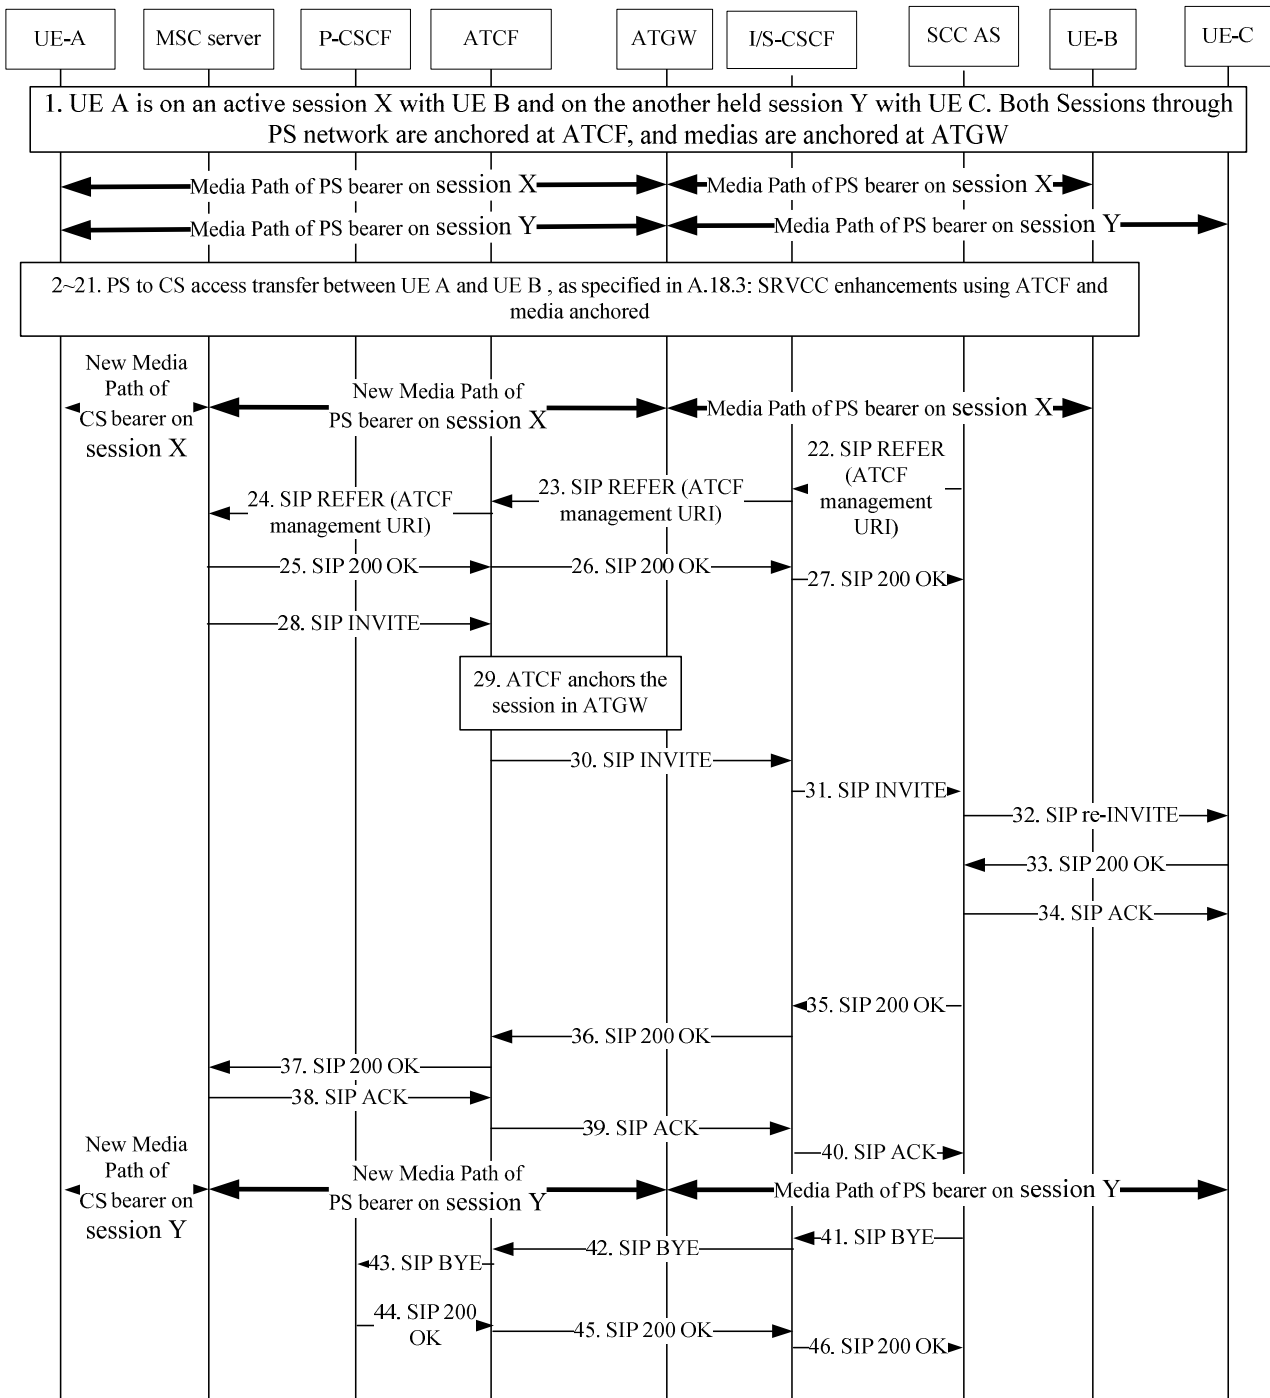 UE-A
MSC server
P-CSCF
ATCF
ATGW
I/S-CSCF
SCC AS
UE-B
UE-C
1. UE A is on an active session X with UE B and on the another held session Y with UE C. Both Sessions through
PS network are anchored at ATCF, and medias are anchored at ATGW
Media Path of PS bearer on session X
Media Path of PS bearer on session X
Media Path of PS bearer on session Y
Media Path of PS bearer on session Y
2~21. PS to CS access transfer between UE A and UE B , as specified in A.18.3: SRVCC enhancements using ATCF and
media anchored
New Media
Path of
CS bearer on
session X
New Media Path of
PS bearer on session X
Media Path of PS bearer on session X
22. SIP REFER
(ATCF
management
URI)
23. SIP REFER (ATCF
management URI)
24. SIP REFER (ATCF
management URI)
25. SIP 200 OK
26. SIP 200 OK
27. SIP 200 OK
28. SIP INVITE
29. ATCF anchors the
session in ATGW
30. SIP INVITE
31. SIP INVITE
32. SIP re-INVITE
33. SIP 200 OK
34. SIP ACK
35. SIP 200 OK
36. SIP 200 OK
37. SIP 200 OK
38. SIP ACK
39. SIP ACK
40. SIP ACK
New Media
Path of
CS bearer on
session Y
New Media Path of
PS bearer on session Y
Media Path of PS bearer on session Y
41. SIP BYE
42. SIP BYE
43. SIP BYE
44. SIP 200
OK
45. SIP 200 OK
46. SIP 200 OK